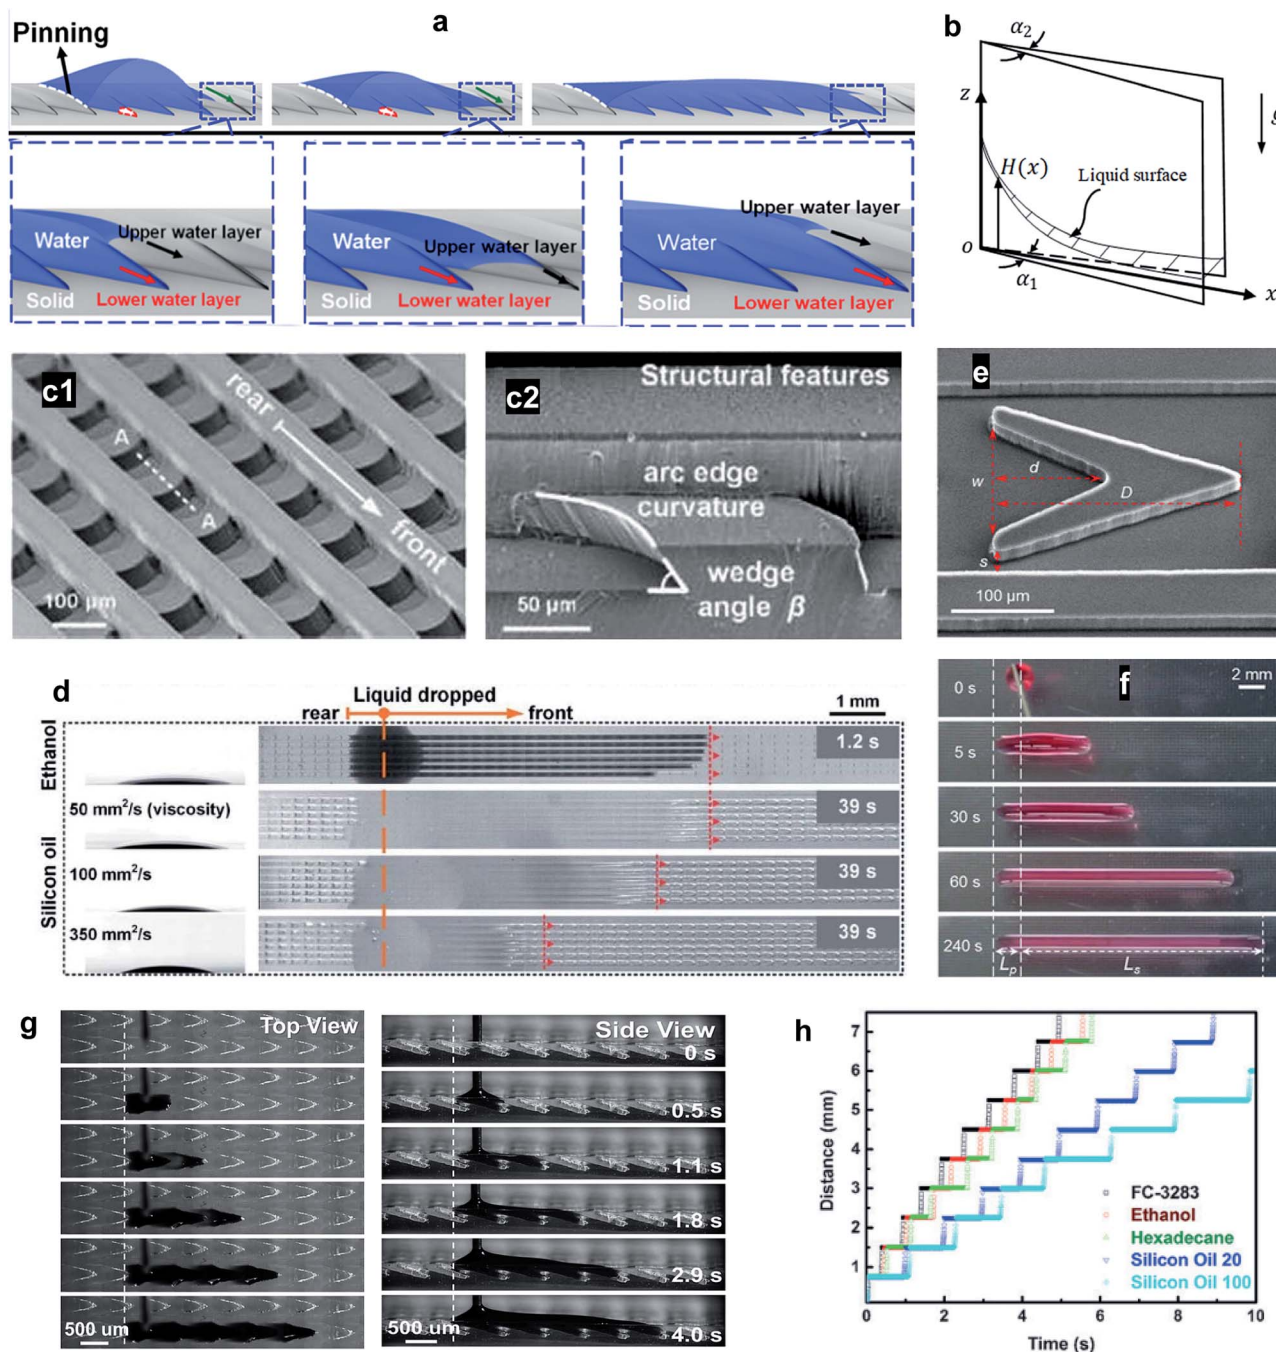 a
Pinning
Upper water layer
Water
Lower water layer
Solid
Water
Upper water layer
Lower water layer
Solid
Upper water layer
Water
Lower water layer
Solid
b
α₂
z
H(x)
Liquid surface
g
o
α₁
x
c1
rear
A
A
front
100 µm
c2
Structural features
arc edge
curvature
wedge
angle β
50 µm
e
d
w
D
s
100 µm
d
Liquid dropped
rear
front
1 mm
Ethanol
1.2 s
Silicon oil
50 mm²/s (viscosity)
39 s
100 mm²/s
39 s
350 mm²/s
39 s
f
2 mm
0 s
5 s
30 s
60 s
240 s
Lₚ
Lₛ
g
Top View
500 um
Side View
0 s
0.5 s
1.1 s
1.8 s
2.9 s
4.0 s
500 um
h
Distance (mm)
7
6
5
4
3
2
1
FC-3283
Ethanol
Hexadecane
Silicon Oil 20
Silicon Oil 100
0 2 4 6 8 10
Time (s)